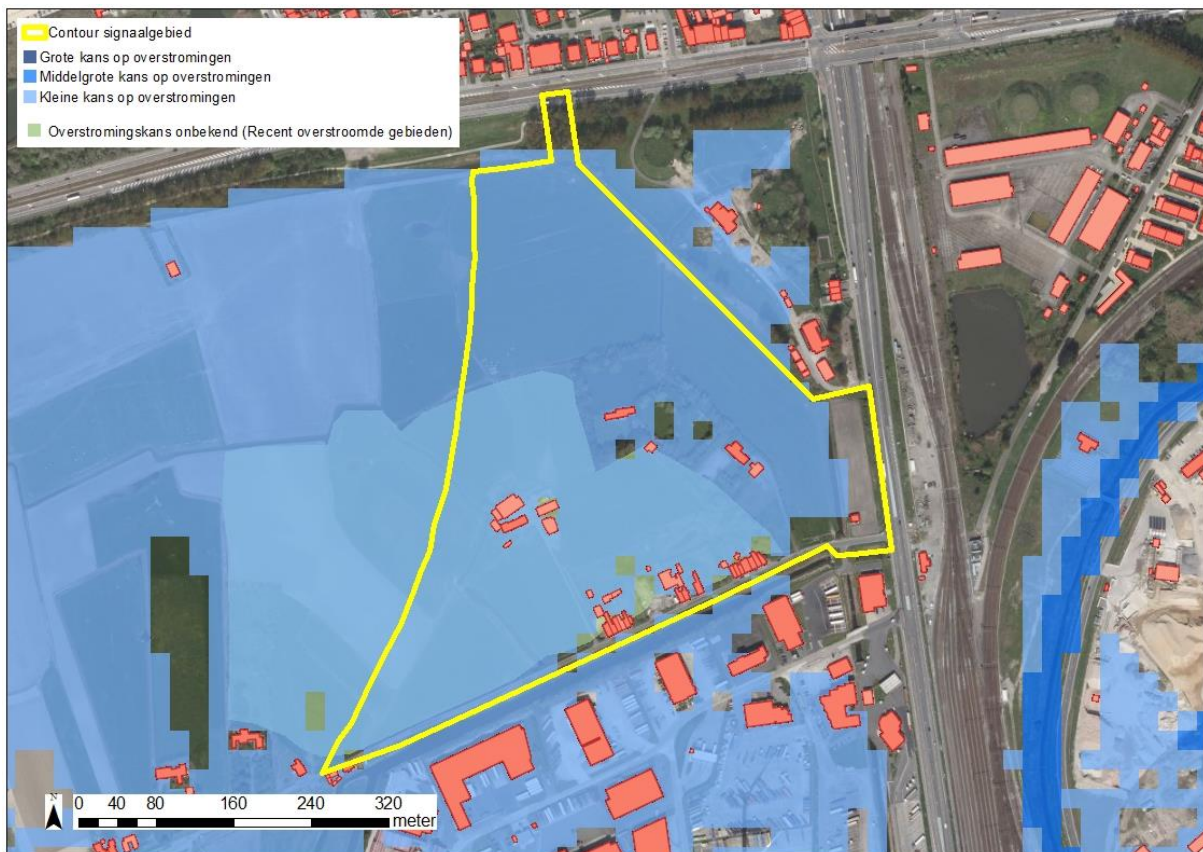 Contour signaalgebied
Grote kans op overstromingen
Middelgrote kans op overstromingen
Kleine kans op overstromingen
Overstromingskans onbekend (Recent overstroomde gebieden)
N
0 40 80 160 240 320
meter